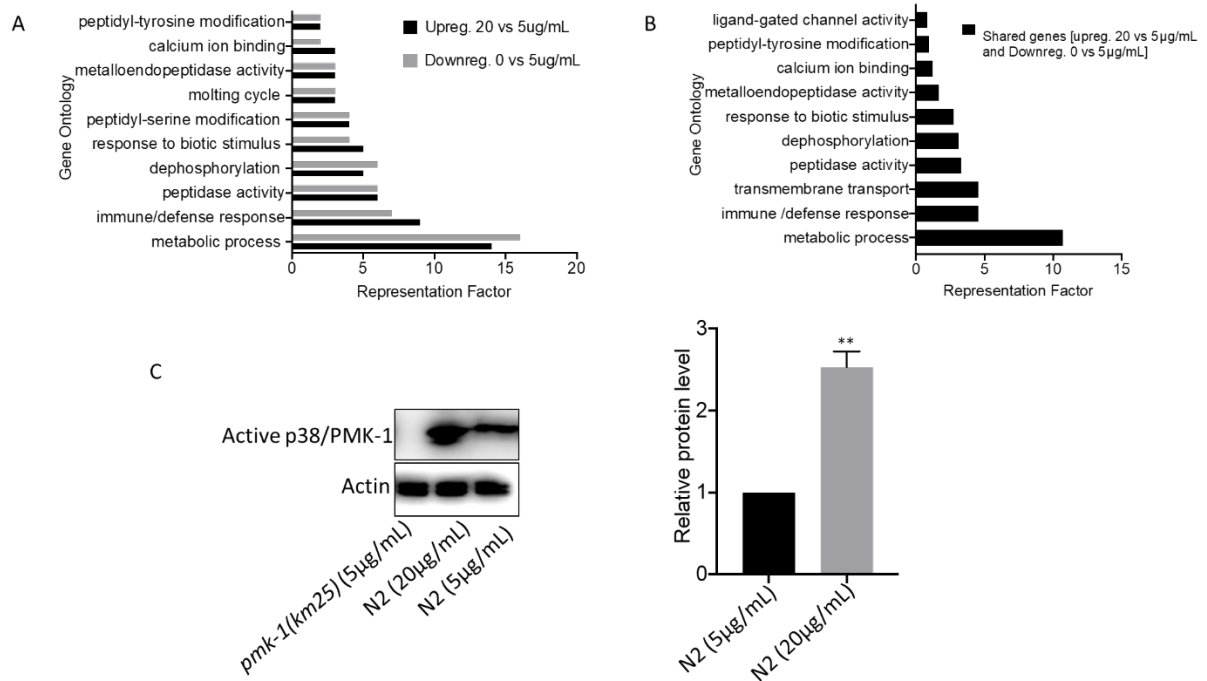 A
Gene Ontology
peptidyl-tyrosine modification
calcium ion binding
metalloendopeptidase activity
molting cycle
peptidyl-serine modification
response to biotic stimulus
dephosphorylation
peptidase activity
immune/defense response
metabolic process
0 5 10 15 20
Representation Factor
Upreg. 20 vs 5ug/mL
Downreg. 0 vs 5ug/mL
B
Gene Ontology
ligand-gated channel activity
peptidyl-tyrosine modification
calcium ion binding
metalloendopeptidase activity
response to biotic stimulus
dephosphorylation
peptidase activity
transmembrane transport
immune /defense response
metabolic process
0 5 10 15
Representation Factor
Shared genes [upreg. 20 vs 5µg/mL
and Downreg. 0 vs 5µg/mL]
C
Active p38/PMK-1
Actin
pmk-1(km25) (5µg/mL)
N2 (20µg/mL)
N2 (5µg/mL)
Relative protein level
3
2
1
0
**
N2 (5µg/mL)
N2 (20µg/mL)